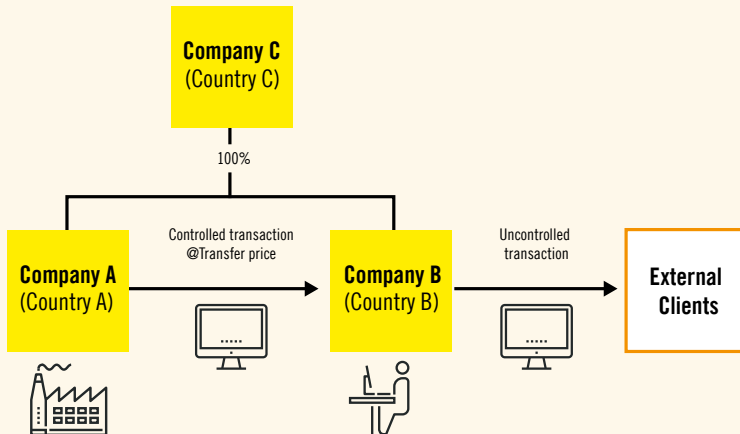 Company C
(Country C)
100%
Controlled transaction
@Transfer price
Uncontrolled
transaction
Company A
(Country A)
Company B
(Country B)
External
Clients